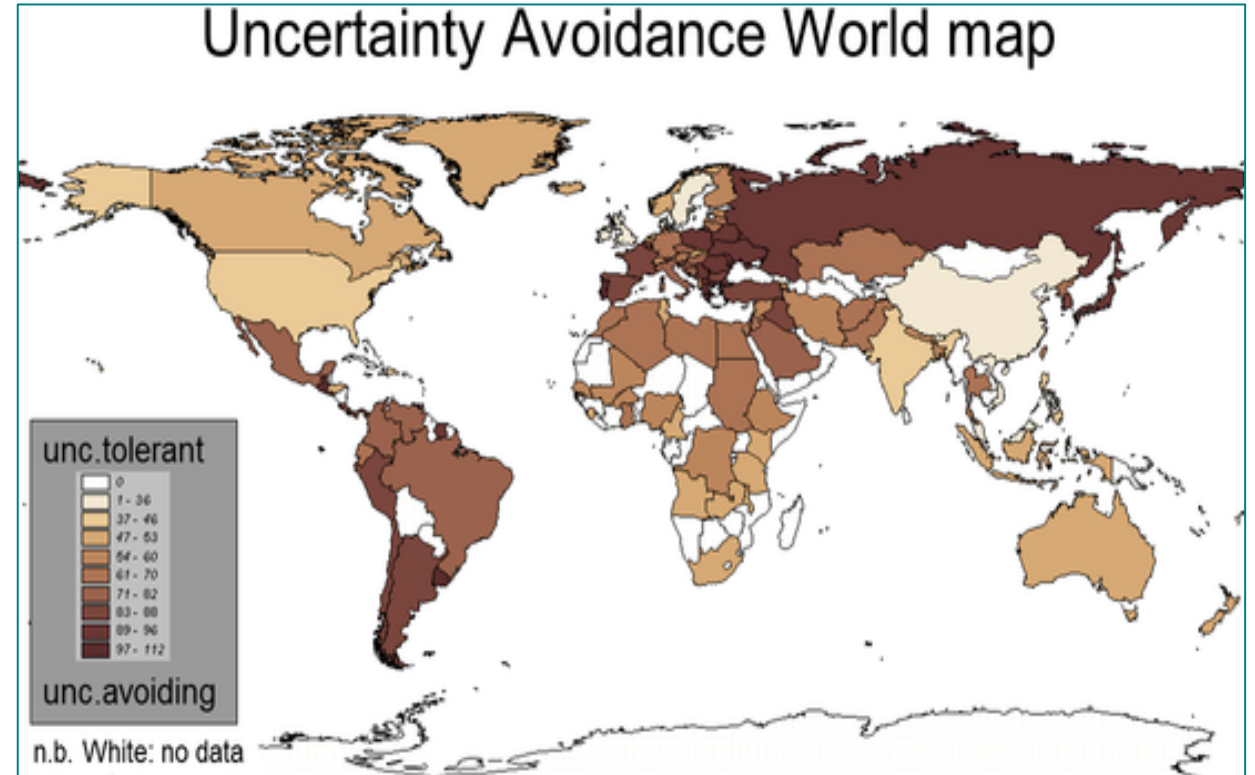 Uncertainty Avoidance World map
unc.tolerant
0
1 - 36
37 - 46
47 - 53
54 - 60
61 - 70
71 - 82
83 - 88
89 - 96
97 - 112
unc.avoiding
n.b. White: no data